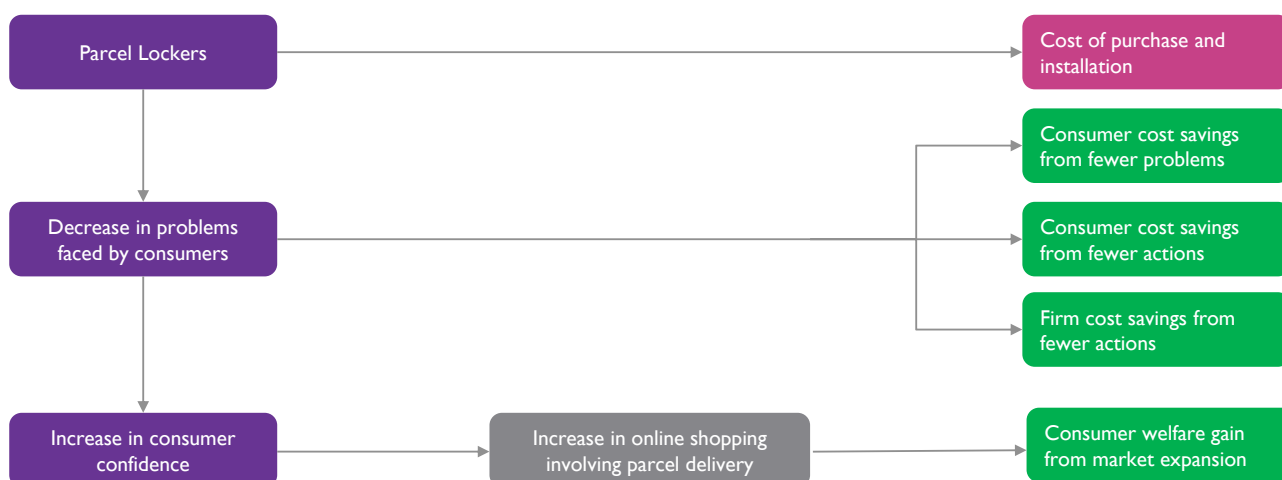 Parcel Lockers
Cost of purchase and
installation
Consumer cost savings
from fewer problems
Decrease in problems
faced by consumers
Consumer cost savings
from fewer actions
Firm cost savings from
fewer actions
Increase in consumer
confidence
Increase in online shopping
involving parcel delivery
Consumer welfare gain
from market expansion